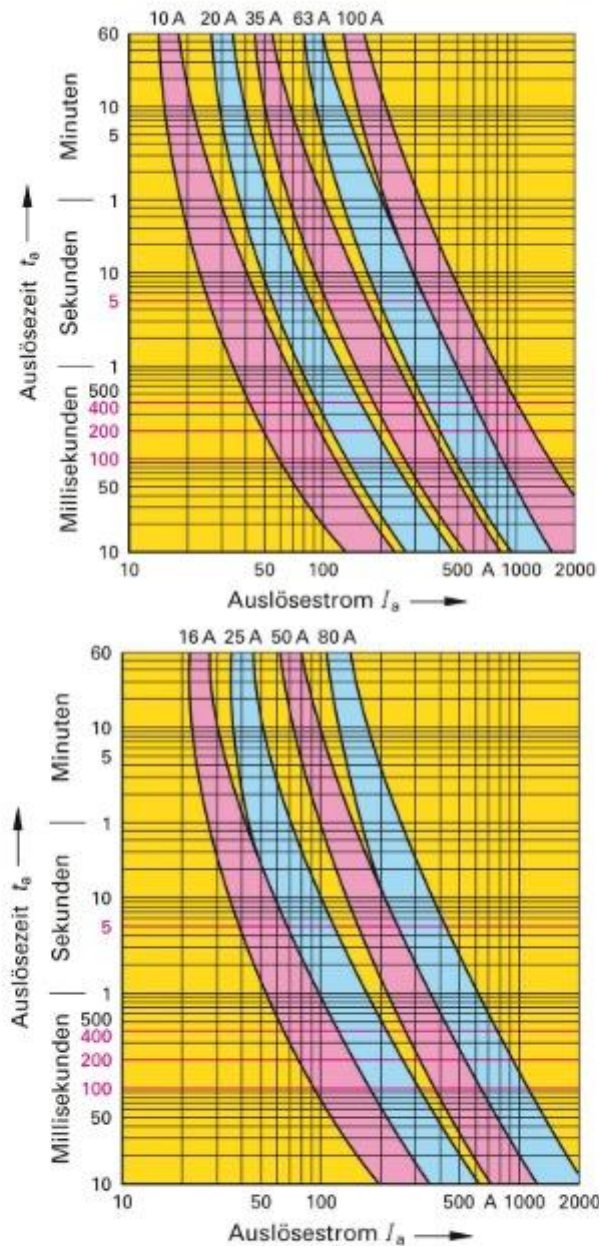 10 A 20 A 35 A 63 A 100 A
60
10
5
1
10
5
1
500
400
200
100
50
10
Minuten
Sekunden
Millisekunden
Auslösezeit tₐ
10 50 100 500 A 1000 2000
Auslösestrom Iₐ
16 A 25 A 50 A 80 A
60
10
5
1
10
5
1
500
400
200
100
50
10
Minuten
Sekunden
Millisekunden
Auslösezeit tₐ
10 50 100 500 A 1000 2000
Auslösestrom Iₐ